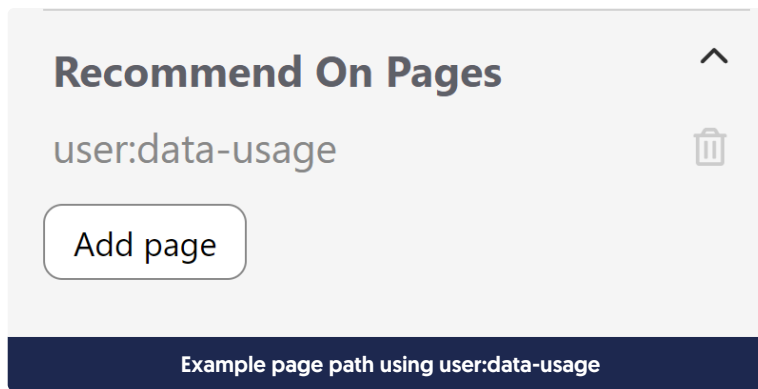 Recommend On Pages
user:data-usage
Add page
Example page path using user:data-usage